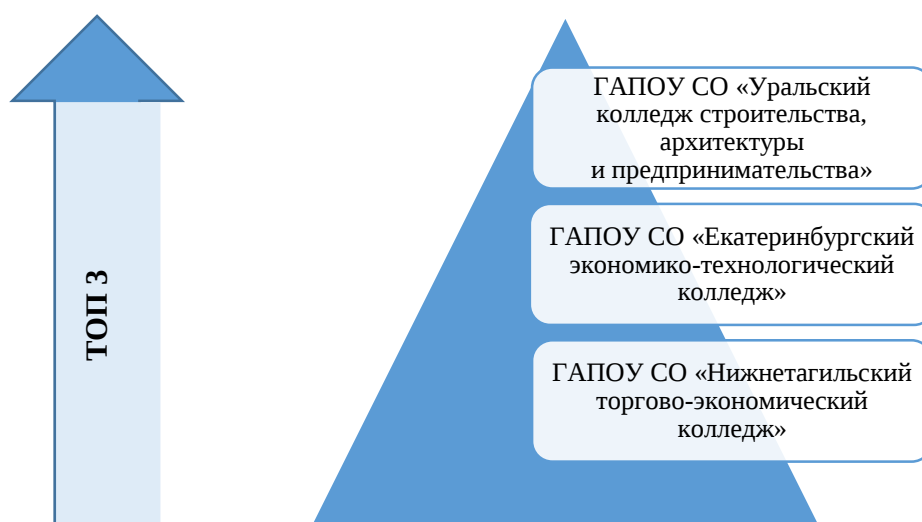 ТОП 3
ГАПОУ СО «Уральский
колледж строительства,
архитектуры
и предпринимательства»
ГАПОУ СО «Екатеринбургский
экономико-технологический
колледж»
ГАПОУ СО «Нижнетагильский
торгово-экономический
колледж»